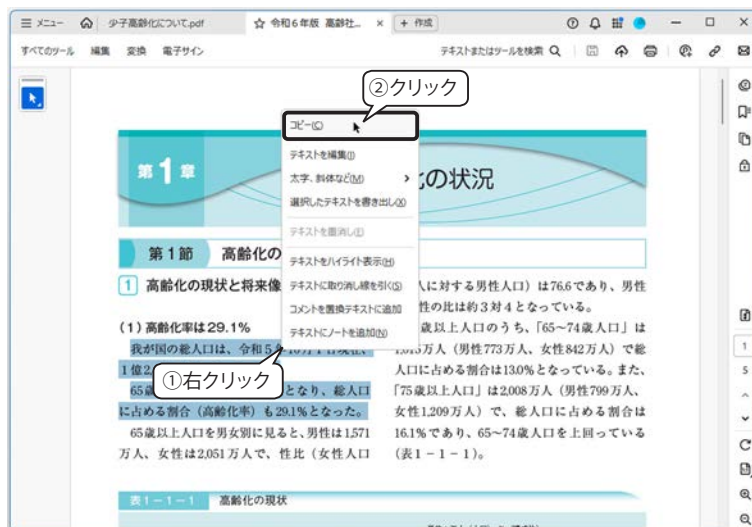 メニュー 少子高齢化について.pdf 令和6年版 高齢社... × + 作成
すべてのツール 編集 変換 電子サイン テキストまたはツールを検索
②クリック
コピー(C)
テキストを編集(I)
太字、斜体など(M)
選択したテキストを書き出し(X)
テキストを墨消し(E)
テキストをハイライト表示(H)
テキストに取り消し線を引く(S)
コメントを置換テキストに追加
テキストにノートを追加(N)
第1章 の状況
第1節 高齢化の
1 高齢化の現状と将来像
(1)高齢化率は29.1%
我が国の総人口は、令和5年10月1日現在、
1億2,
①右クリック
65歳 となり、総人口
に占める割合(高齢化率)も29.1%となった。
65歳以上人口を男女別に見ると、男性は1,571
万人、女性は2,051万人で、性比(女性人口
人に対する男性人口)は76.6であり、男性
性の比は約3対4となっている。
歳以上人口のうち、「65~74歳人口」は
1,615万人(男性773万人、女性842万人)で総
人口に占める割合は13.0%となっている。また、
「75歳以上人口」は2,008万人(男性799万人、
女性1,209万人)で、総人口に占める割合は
16.1%であり、65~74歳人口を上回っている
(表1-1-1)。
表1-1-1 高齢化の現状
1
5